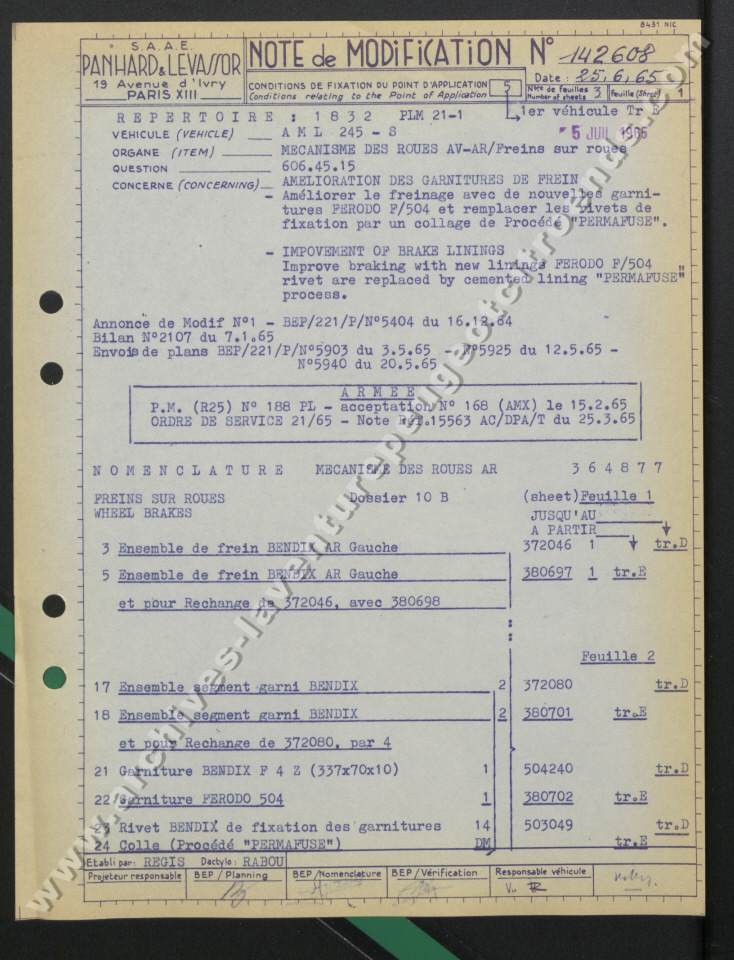 8431 NIC
S.A.A.E.
PANHARD & LEVASSOR
19 Avenue d'Ivry
PARIS XIII
NOTE de MODIFICATION N° 142608
Date : 25.6.65
CONDITIONS DE FIXATION DU POINT D'APPLICATION 5
Conditions relating to the Point of Application
Nbre de feuilles 3 Feuille (Sheet) 1
Number of sheets
REPERTOIRE : 1832 PLM 21-1 1er véhicule Tr E
VÉHICULE (VEHICLE) AML 245 - S 5 JUIL 1965
ORGANE (ITEM) MECANISME DES ROUES AV-AR/Freins sur roues
QUESTION 606.45.15
CONCERNE (CONCERNING) AMELIORATION DES GARNITURES DE FREIN
- Améliorer le freinage avec de nouvelles garni-
tures FERODO F/504 et remplacer les rivets de
fixation par un collage de Procédé "PERMAFUSE".
- IMPOVEMENT OF BRAKE LININGS
Improve braking with new linings FERODO F/504
rivet are replaced by cemented lining "PERMAFUSE"
process.
Annonce de Modif N°1 - BEP/221/P/N°5404 du 16.12.64
Bilan N°2107 du 7.1.65
Envois de plans BEP/221/P/N°5903 du 3.5.65 - N°5925 du 12.5.65 -
N°5940 du 20.5.65
ARMEE
P.M. (R25) N° 188 PL - acceptation N° 168 (AMX) le 15.2.65
ORDRE DE SERVICE 21/65 - Note Réf.15563 AC/DPA/T du 25.3.65
NOMENCLATURE MECANISME DES ROUES AR 364877
FREINS SUR ROUES Dossier 10 B (sheet) Feuille 1
WHEEL BRAKES JUSQU'AU
A PARTIR
3 Ensemble de frein BENDIX AR Gauche 372046 1 tr.D
5 Ensemble de frein BENDIX AR Gauche 380697 1 tr.E
et pour Rechange de 372046, avec 380698
Feuille 2
17 Ensemble segment garni BENDIX 2 372080 tr.D
18 Ensemble segment garni BENDIX 2 380701 tr.E
et pour Rechange de 372080, par 4
21 Garniture BENDIX F 4 Z (337x70x10) 1 504240 tr.D
22 Garniture FERODO 504 1 380702 tr.E
23 Rivet BENDIX de fixation des garnitures 14 503049 tr.D
24 Colle (Procédé "PERMAFUSE") DM tr.E
Etabli par: REGIS Dactylo: RABOU
Projeteur responsable BEP / Planning BEP / Nomenclature BEP / Vérification Responsable véhicule
www.archives-laventurepeugeotcitroends.com